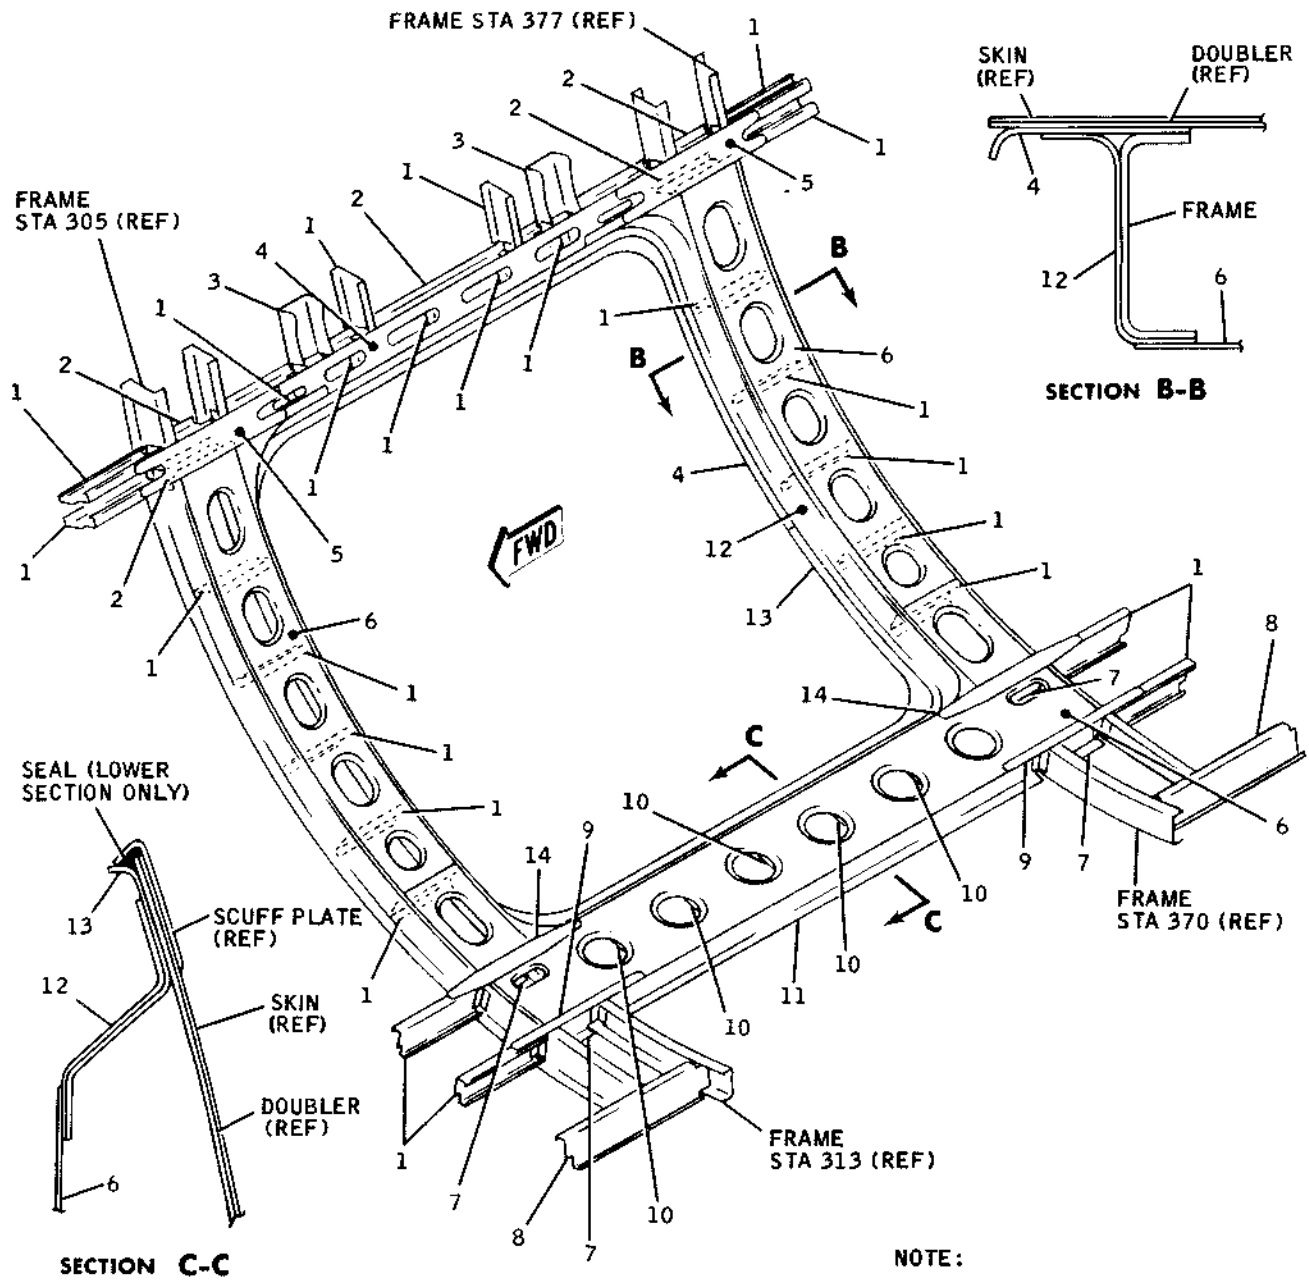 FRAME STA 377 (REF)
1
2
2
3
1
2
1
4
3
1
2
1
FRAME
STA 305 (REF)
1
5
SKIN
(REF)
DOUBLER
(REF)
4
FRAME
12
6
SECTION B-B
B
B
1
6
1
1
1
1
4
12
13
1
1
1
1
1
1
1
2
5
1
6
1
1
1
1
FWD
14
7
1
8
C
C
SEAL (LOWER
SECTION ONLY)
13
SCUFF PLATE
(REF)
12
SKIN
(REF)
DOUBLER
(REF)
6
SECTION C-C
14
9
10
10
10
10
10
11
9
7
6
FRAME
STA 370 (REF)
1
7
8
7
10
FRAME
STA 313 (REF)
NOTE: